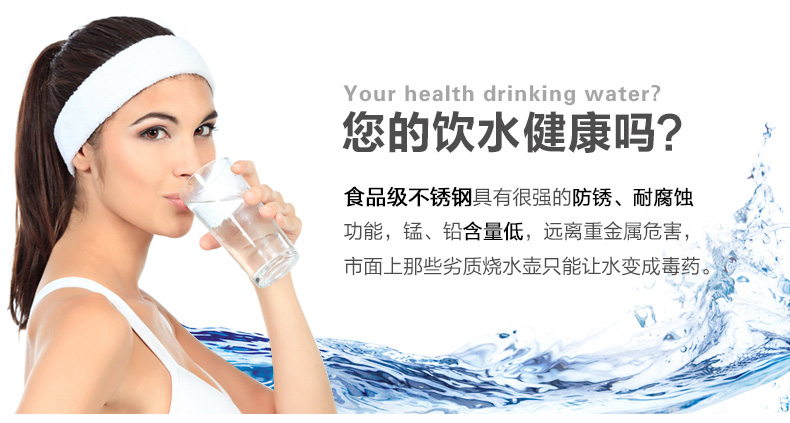 Your health drinking water?
您的饮水健康吗?
食品级不锈钢具有很强的防锈、耐腐蚀
功能，锰、铅含量低，远离重金属危害，
市面上那些劣质烧水壶只能让水变成毒药。